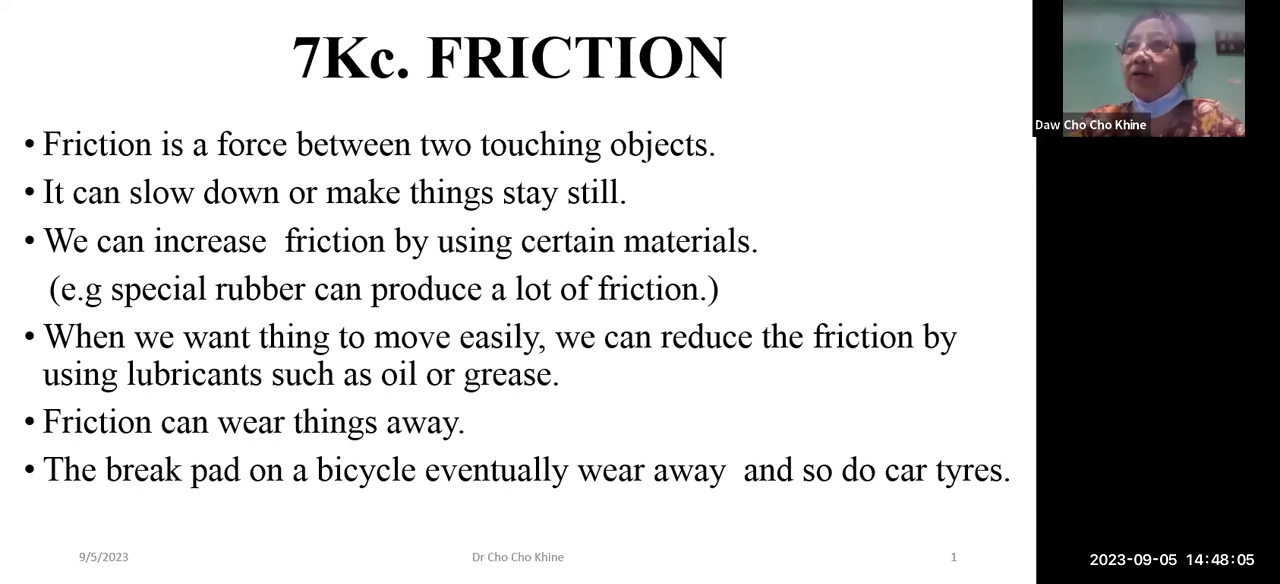 7Kc. FRICTION
• Friction is a force between two touching objects.
• It can slow down or make things stay still.
• We can increase  friction by using certain materials.
(e.g special rubber can produce a lot of friction.)
• When we want thing to move easily, we can reduce the friction by
using lubricants such as oil or grease.
• Friction can wear things away.
• The break pad on a bicycle eventually wear away  and so do car tyres.
9/5/2023
Dr Cho Cho Khine
1
Daw Cho Cho Khine
2023-09-05 14:48:05